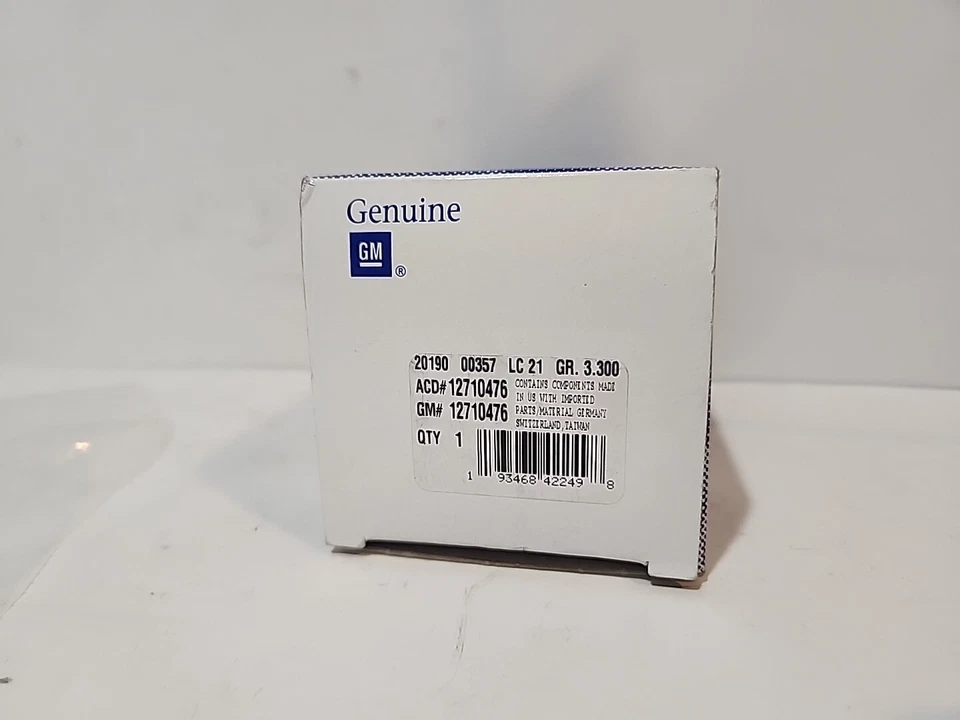 Genuine
GM
®
20190 00357 LC 21 GR. 3.300
ACD# 12710476
GM# 12710476
CONTAINS COMPONENTS MADE
IN US WITH IMPORTED
PARTS/MATERIAL GERMANY
SWITZERLAND, TAIWAN
QTY 1
1 93468 42249 8